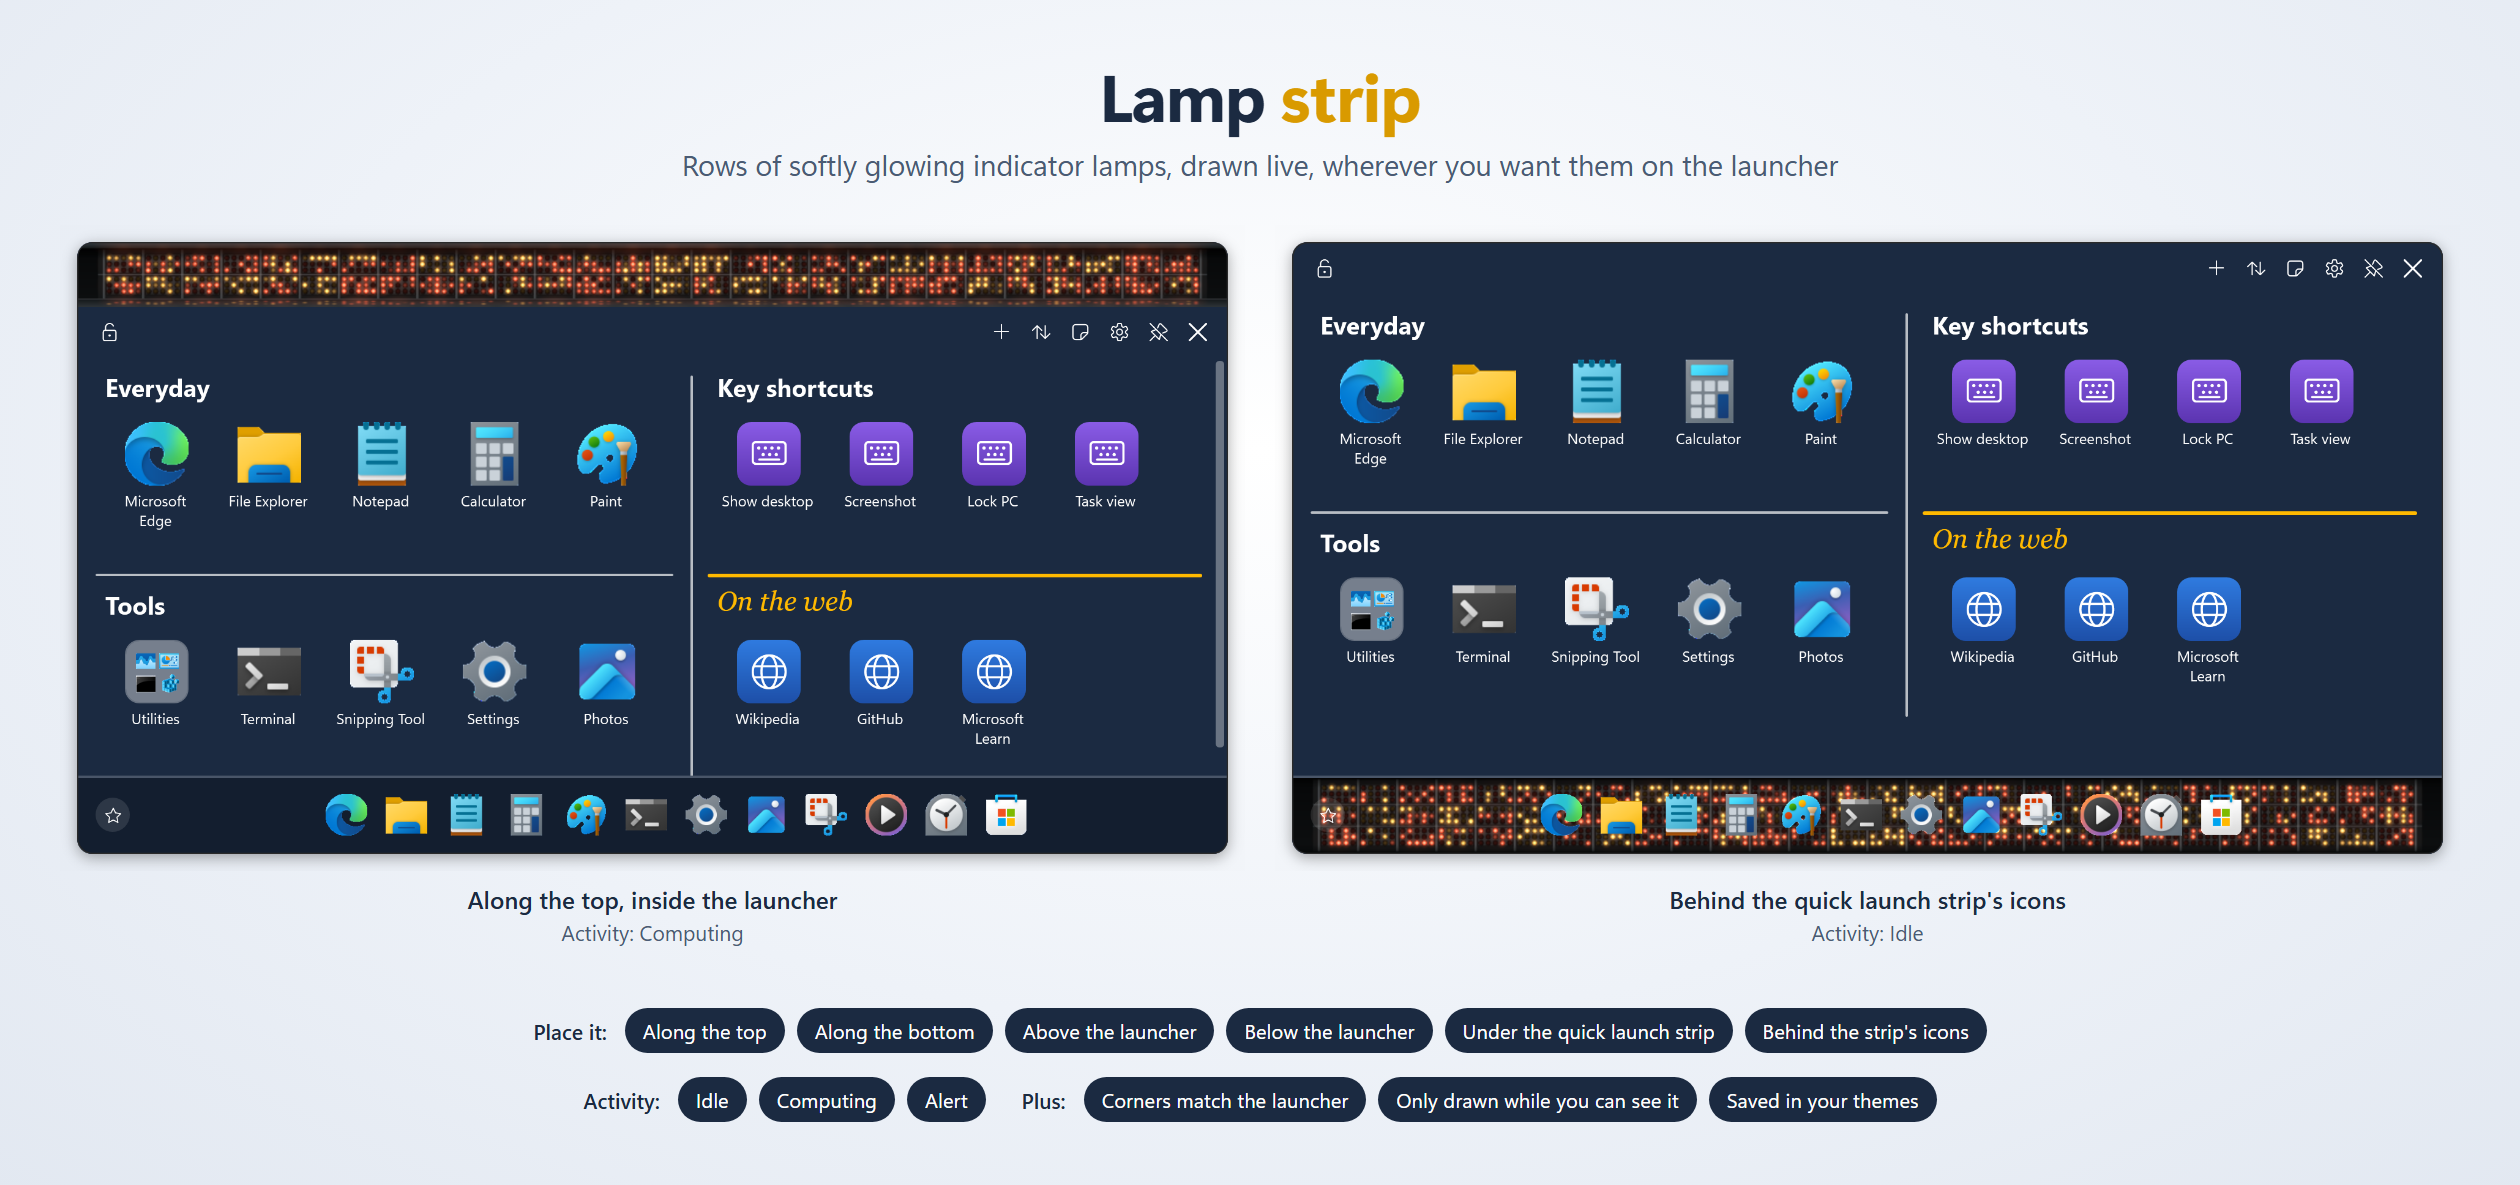 Lamp strip
Rows of softly glowing indicator lamps, drawn live, wherever you want them on the launcher
Everyday
Microsoft Edge
File Explorer
Notepad
Calculator
Paint
Key shortcuts
Show desktop
Screenshot
Lock PC
Task view
Tools
Utilities
Terminal
Snipping Tool
Settings
Photos
On the web
Wikipedia
GitHub
Microsoft Learn
Along the top, inside the launcher
Activity: Computing
Everyday
Microsoft Edge
File Explorer
Notepad
Calculator
Paint
Key shortcuts
Show desktop
Screenshot
Lock PC
Task view
Tools
Utilities
Terminal
Snipping Tool
Settings
Photos
On the web
Wikipedia
GitHub
Microsoft Learn
Behind the quick launch strip's icons
Activity: Idle
Place it: Along the top Along the bottom Above the launcher Below the launcher Under the quick launch strip Behind the strip's icons
Activity: Idle Computing Alert Plus: Corners match the launcher Only drawn while you can see it Saved in your themes